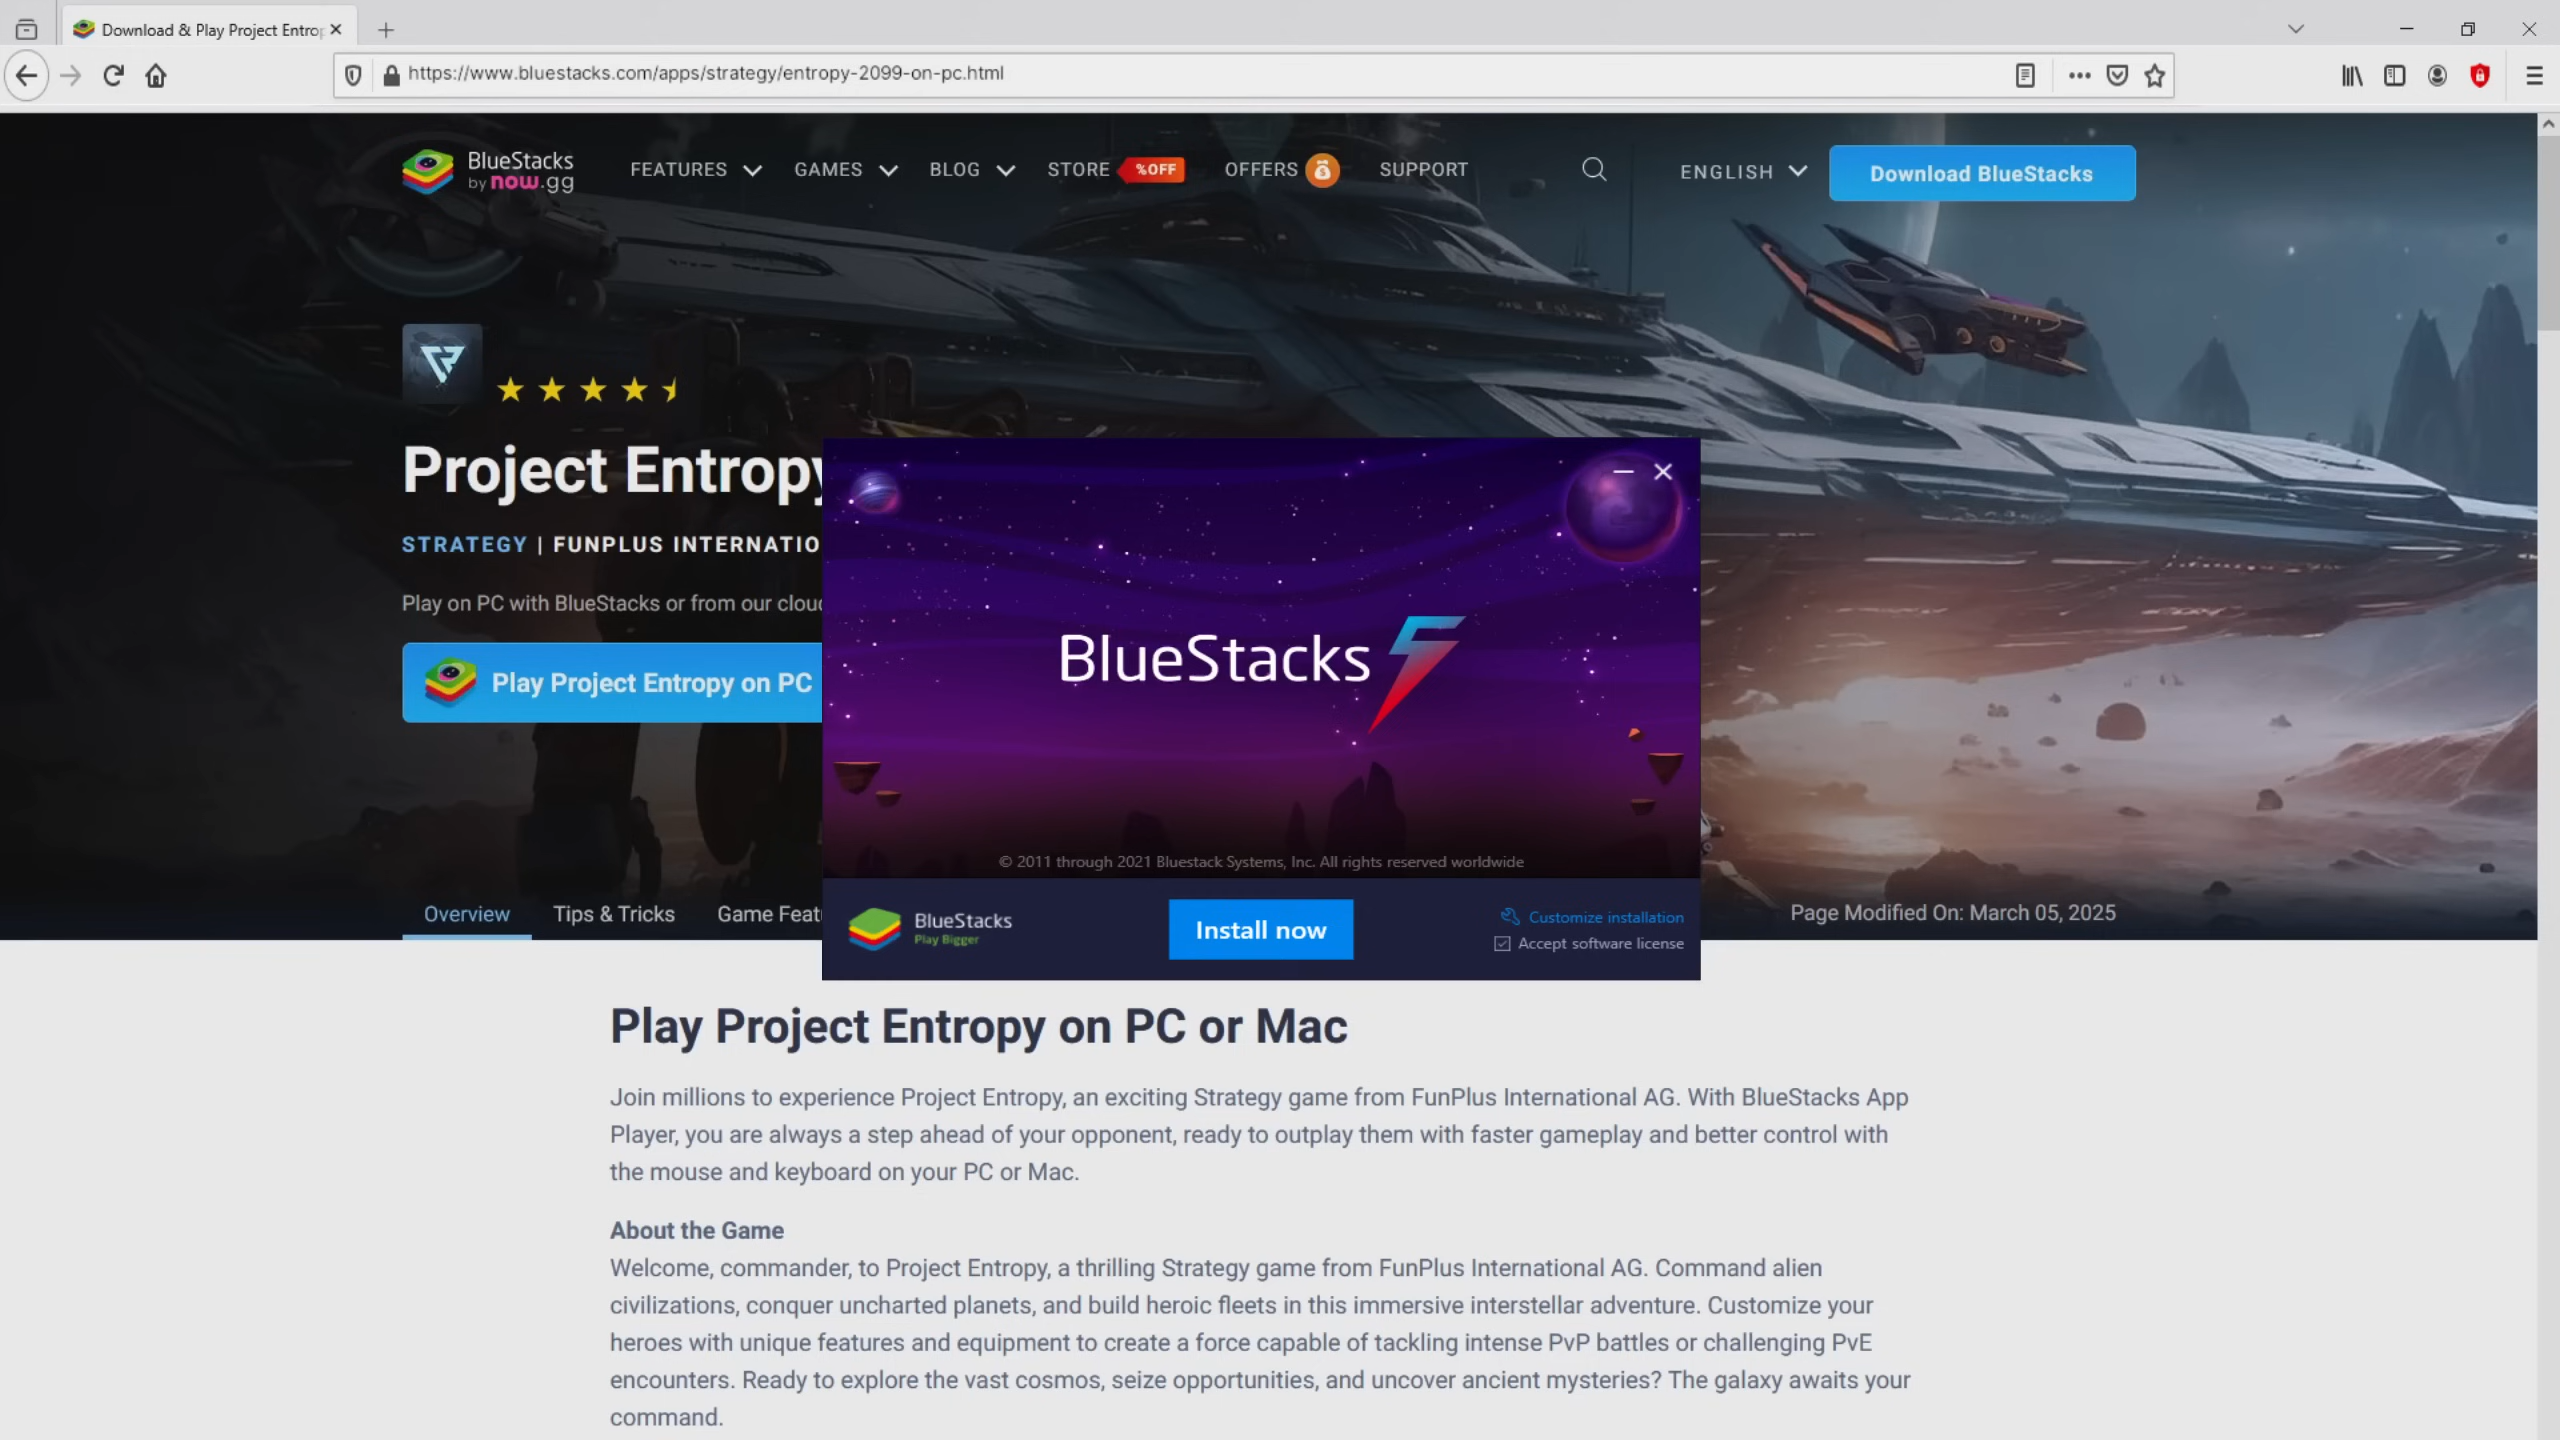 Download & Play Project Entrop
https://www.bluestacks.com/apps/strategy/entropy-2099-on-pc.html
BlueStacks
by now.gg
FEATURES
GAMES
BLOG
STORE
%OFF
OFFERS
SUPPORT
ENGLISH
Download BlueStacks
Project Entropy
STRATEGY | FUNPLUS INTERNATIO
Play on PC with BlueStacks or from our clou
Play Project Entropy on PC
BlueStacks 5
© 2011 through 2021 Bluestack Systems, Inc. All rights reserved worldwide
BlueStacks
Play Bigger
Install now
Customize installation
Accept software license
Overview
Tips & Tricks
Game Feat
Page Modified On: March 05, 2025
Play Project Entropy on PC or Mac
Join millions to experience Project Entropy, an exciting Strategy game from FunPlus International AG. With BlueStacks App
Player, you are always a step ahead of your opponent, ready to outplay them with faster gameplay and better control with
the mouse and keyboard on your PC or Mac.
About the Game
Welcome, commander, to Project Entropy, a thrilling Strategy game from FunPlus International AG. Command alien
civilizations, conquer uncharted planets, and build heroic fleets in this immersive interstellar adventure. Customize your
heroes with unique features and equipment to create a force capable of tackling intense PvP battles or challenging PvE
encounters. Ready to explore the vast cosmos, seize opportunities, and uncover ancient mysteries? The galaxy awaits your
command.